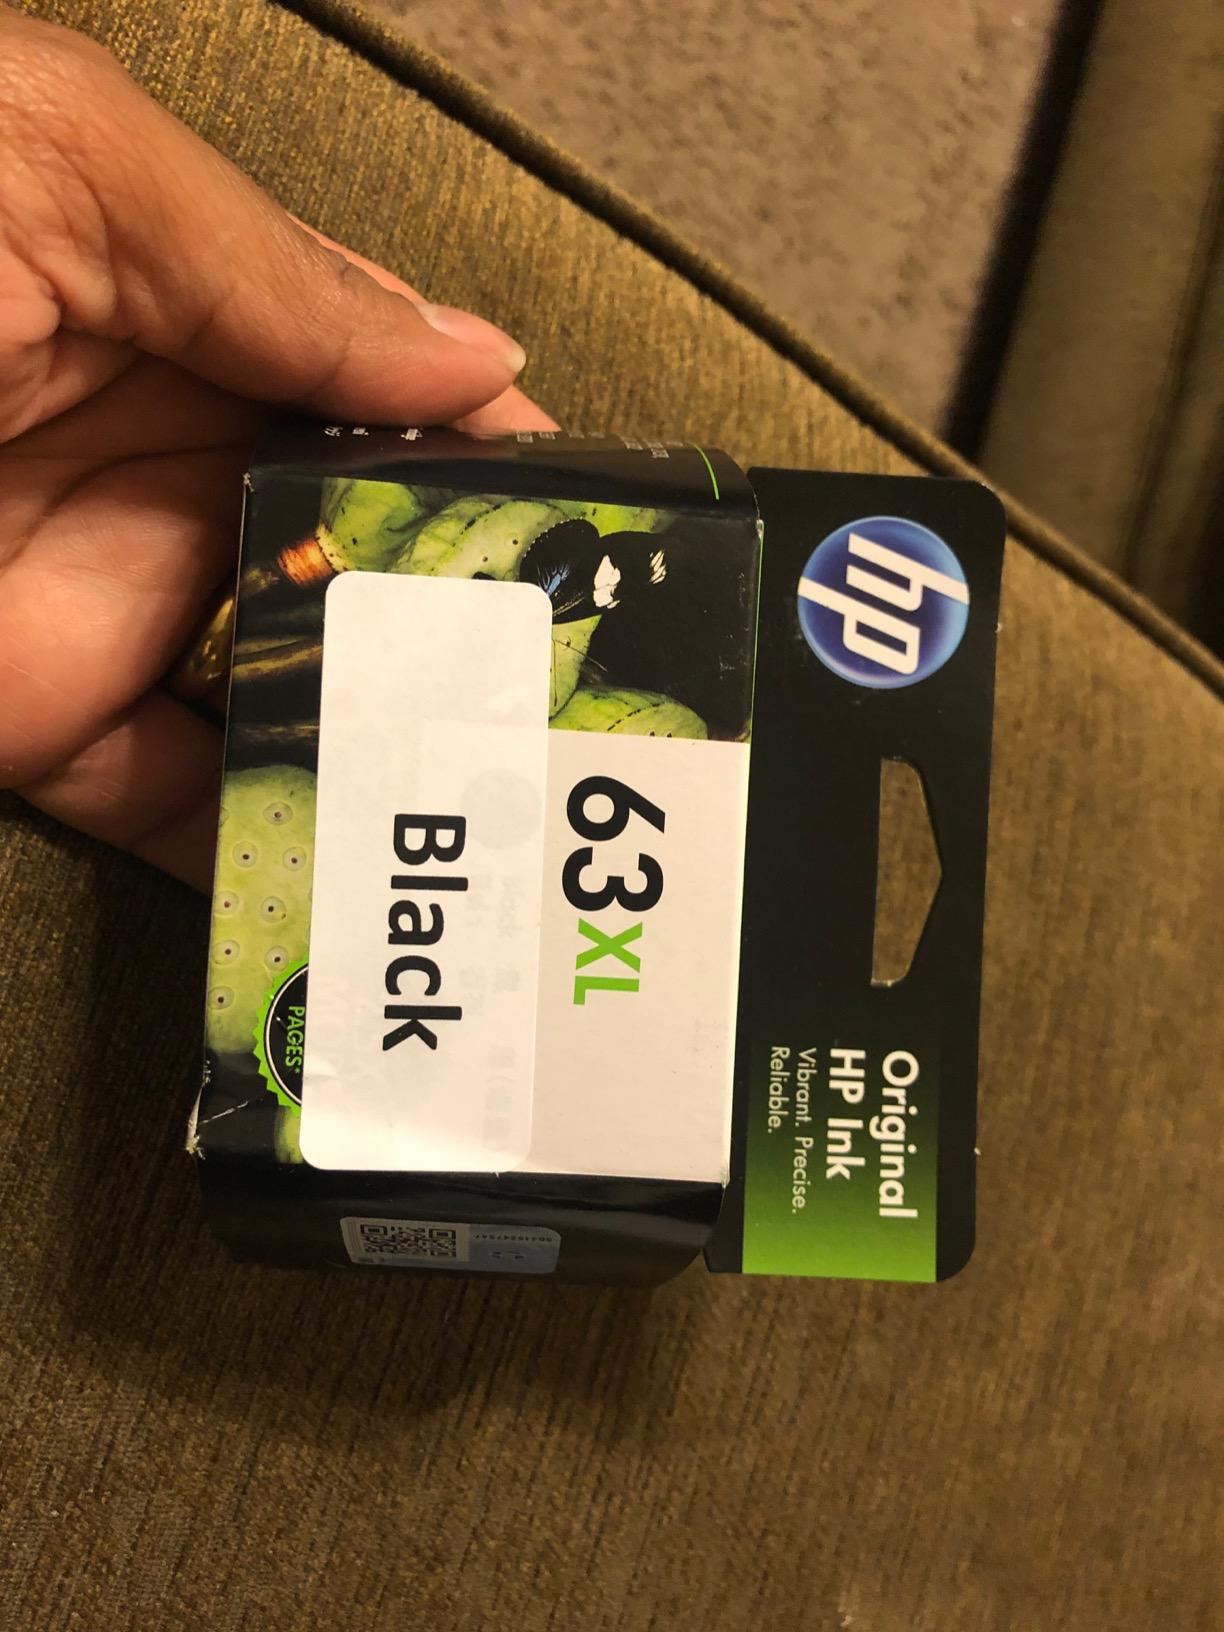 hp
Original
HP Ink
Vibrant. Precise.
Reliable.
63XL
Black
PAGES*